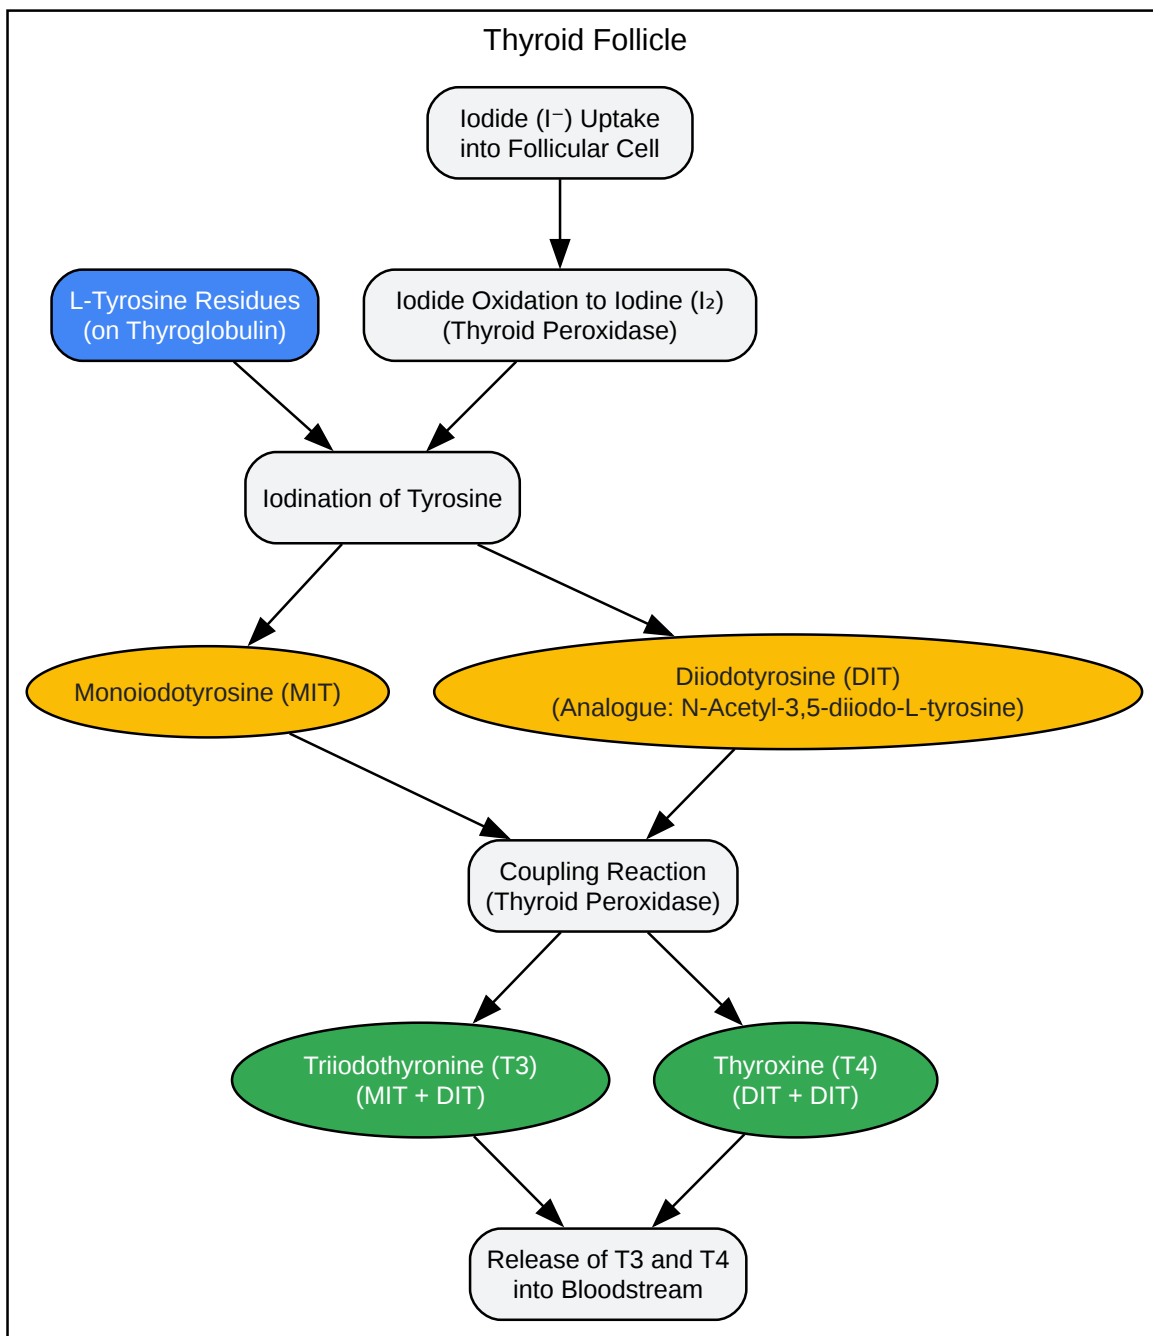 Thyroid Follicle
Iodide (I⁻) Uptake
into Follicular Cell
L-Tyrosine Residues
(on Thyroglobulin)
Iodide Oxidation to Iodine (I₂)
(Thyroid Peroxidase)
Iodination of Tyrosine
Monoiodotyrosine (MIT)
Diiodotyrosine (DIT)
(Analogue: N-Acetyl-3,5-diiodo-L-tyrosine)
Coupling Reaction
(Thyroid Peroxidase)
Triiodothyronine (T3)
(MIT + DIT)
Thyroxine (T4)
(DIT + DIT)
Release of T3 and T4
into Bloodstream